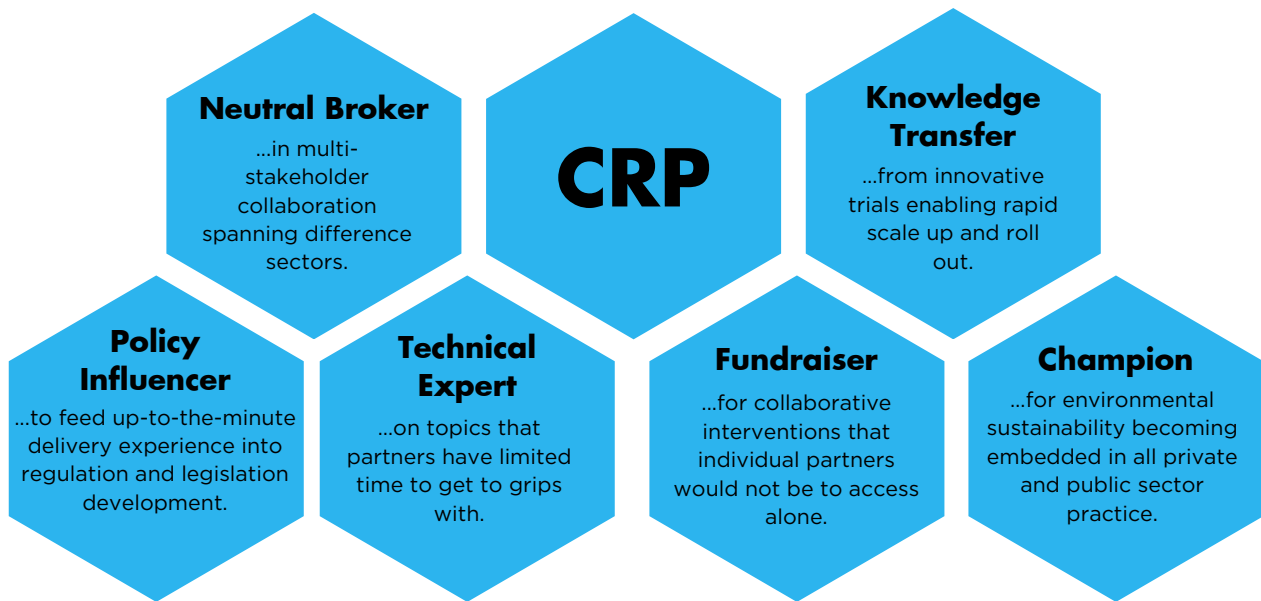 Neutral Broker
...in multi-
stakeholder
collaboration
spanning difference
sectors.
CRP
Knowledge
Transfer
...from innovative
trials enabling rapid
scale up and roll
out.
Policy
Influencer
...to feed up-to-the-minute
delivery experience into
regulation and legislation
development.
Technical
Expert
...on topics that
partners have limited
time to get to grips
with.
Fundraiser
...for collaborative
interventions that
individual partners
would not be to access
alone.
Champion
...for environmental
sustainability becoming
embedded in all private
and public sector
practice.